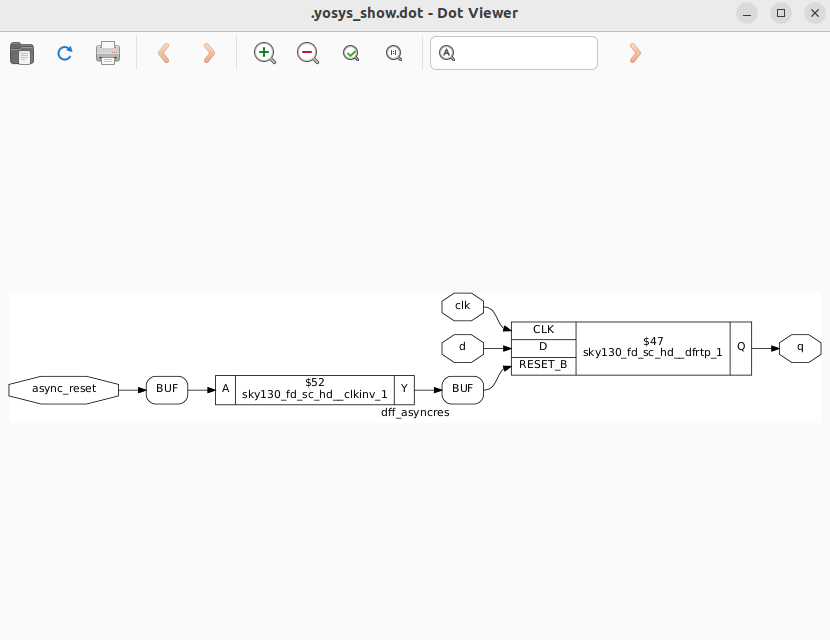 .yosys_show.dot - Dot Viewer
clk
CLK
d
D
$47
sky130_fd_sc_hd__dfrtp_1
Q
q
RESET_B
async_reset
BUF
A
$52
sky130_fd_sc_hd__clkinv_1
Y
BUF
dff_asyncres